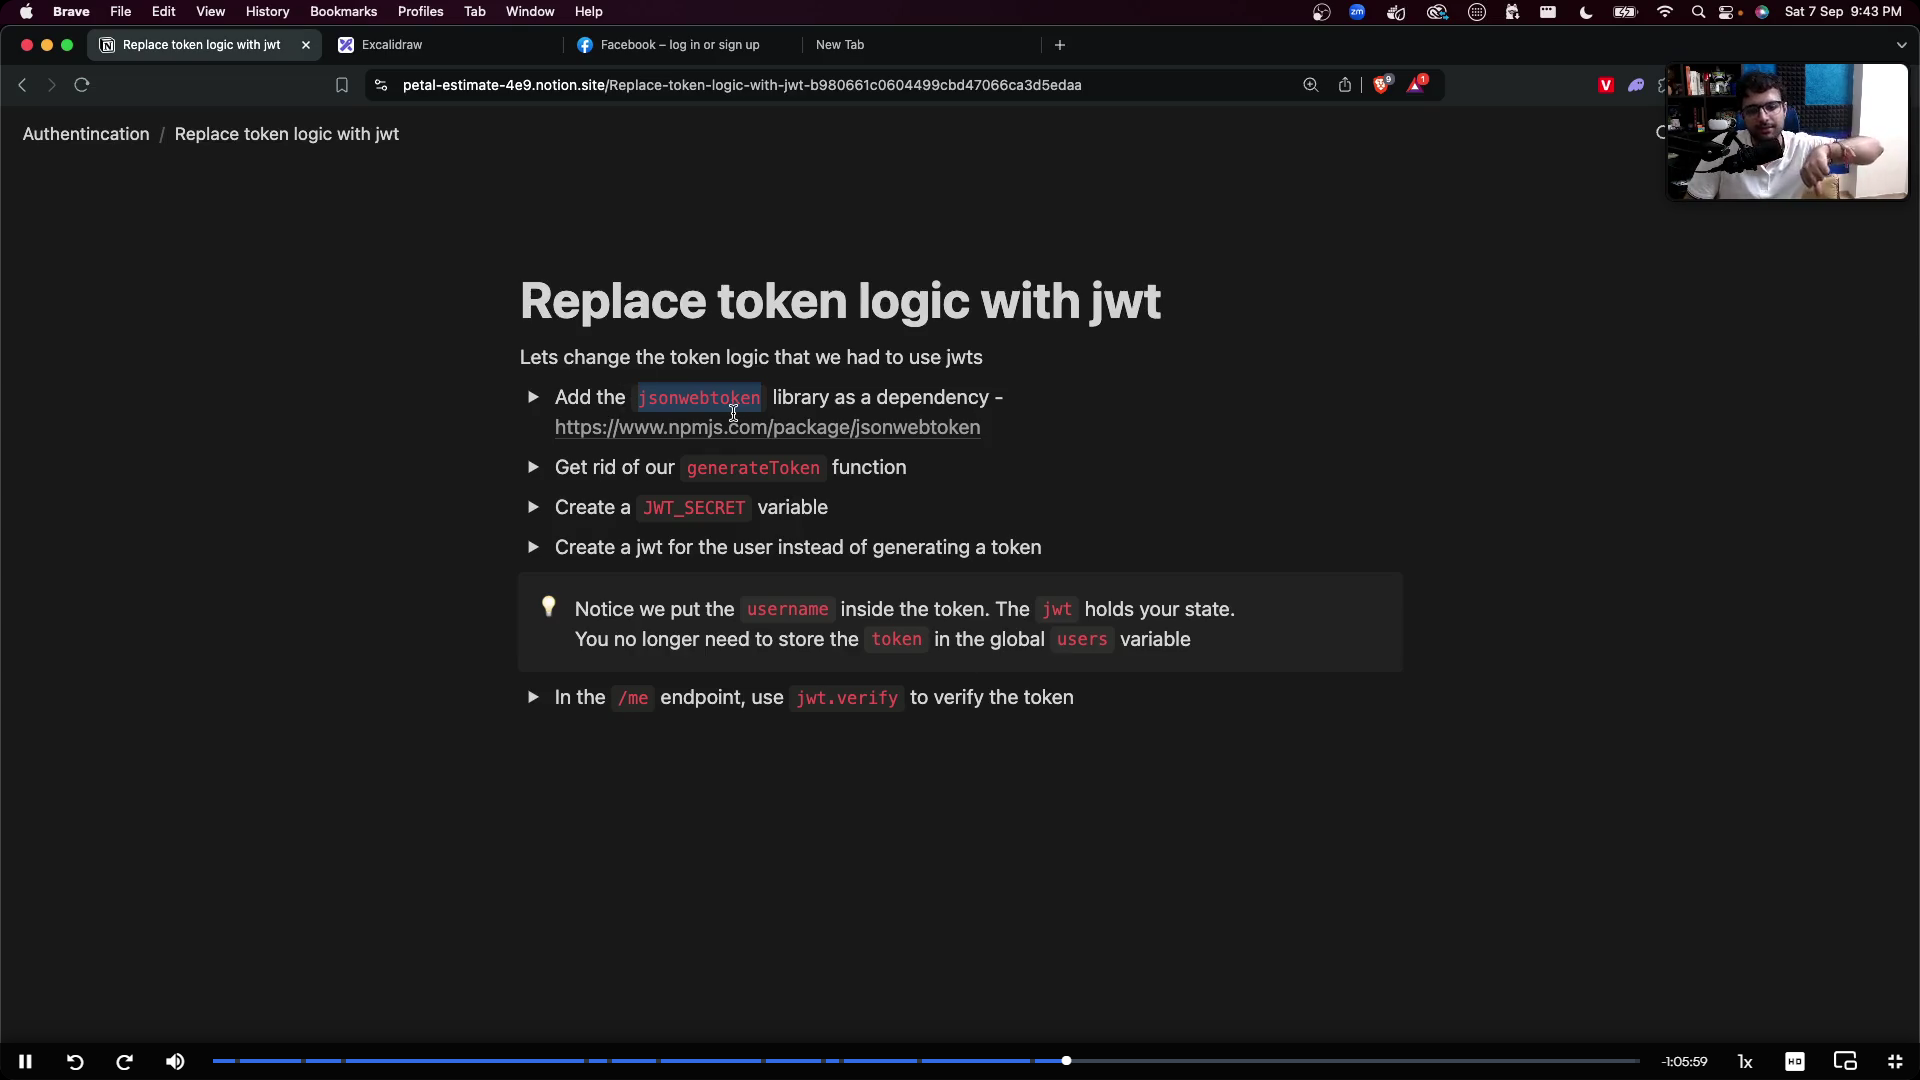 Brave File Edit View History Bookmarks Profiles Tab Window Help
zm
Sat 7 Sep 9:43 PM
Replace token logic with jwt
Excalidraw
Facebook – log in or sign up
New Tab
petal-estimate-4e9.notion.site/Replace-token-logic-with-jwt-b980661c0604499cbd47066ca3d5edaa
9
1
V
Authentincation / Replace token logic with jwt
Replace token logic with jwt
Lets change the token logic that we had to use jwts
Add the jsonwebtoken library as a dependency -
https://www.npmjs.com/package/jsonwebtoken
Get rid of our generateToken function
Create a JWT_SECRET variable
Create a jwt for the user instead of generating a token
Notice we put the username inside the token. The jwt holds your state.
You no longer need to store the token in the global users variable
In the /me endpoint, use jwt.verify to verify the token
-1:05:59
1x
HD